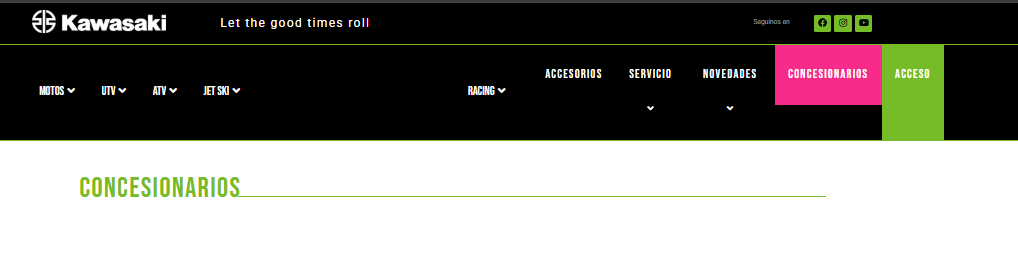 Kawasaki
Let the good times roll
Seguinos en
MOTOS UTV ATV JET SKI RACING ACCESORIOS SERVICIO NOVEDADES CONCESIONARIOS ACCESO
CONCESIONARIOS